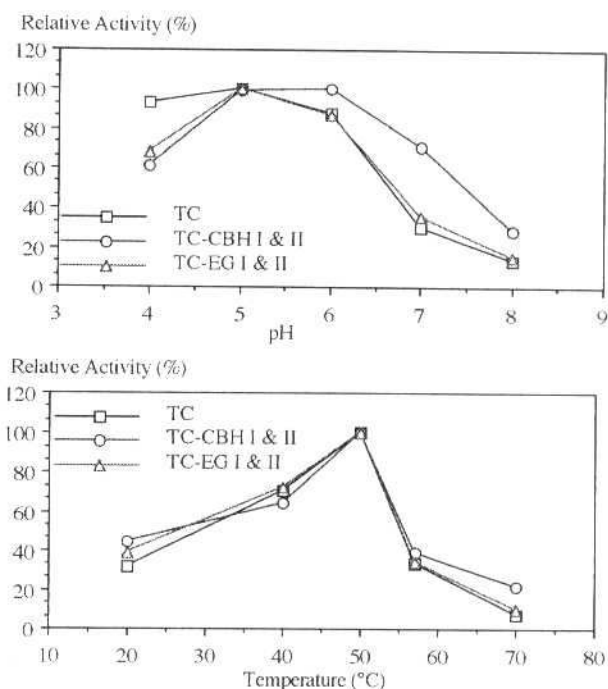 Relative Activity (%)
120
100
80
60
40
20
0
TC
TC-CBH I & II
TC-EG I & II
3 4 5 6 7 8 9
pH
Relative Activity (%)
120
100
80
60
40
20
0
TC
TC-CBH I & II
TC-EG I & II
10 20 30 40 50 60 70 80
Temperature (°C)